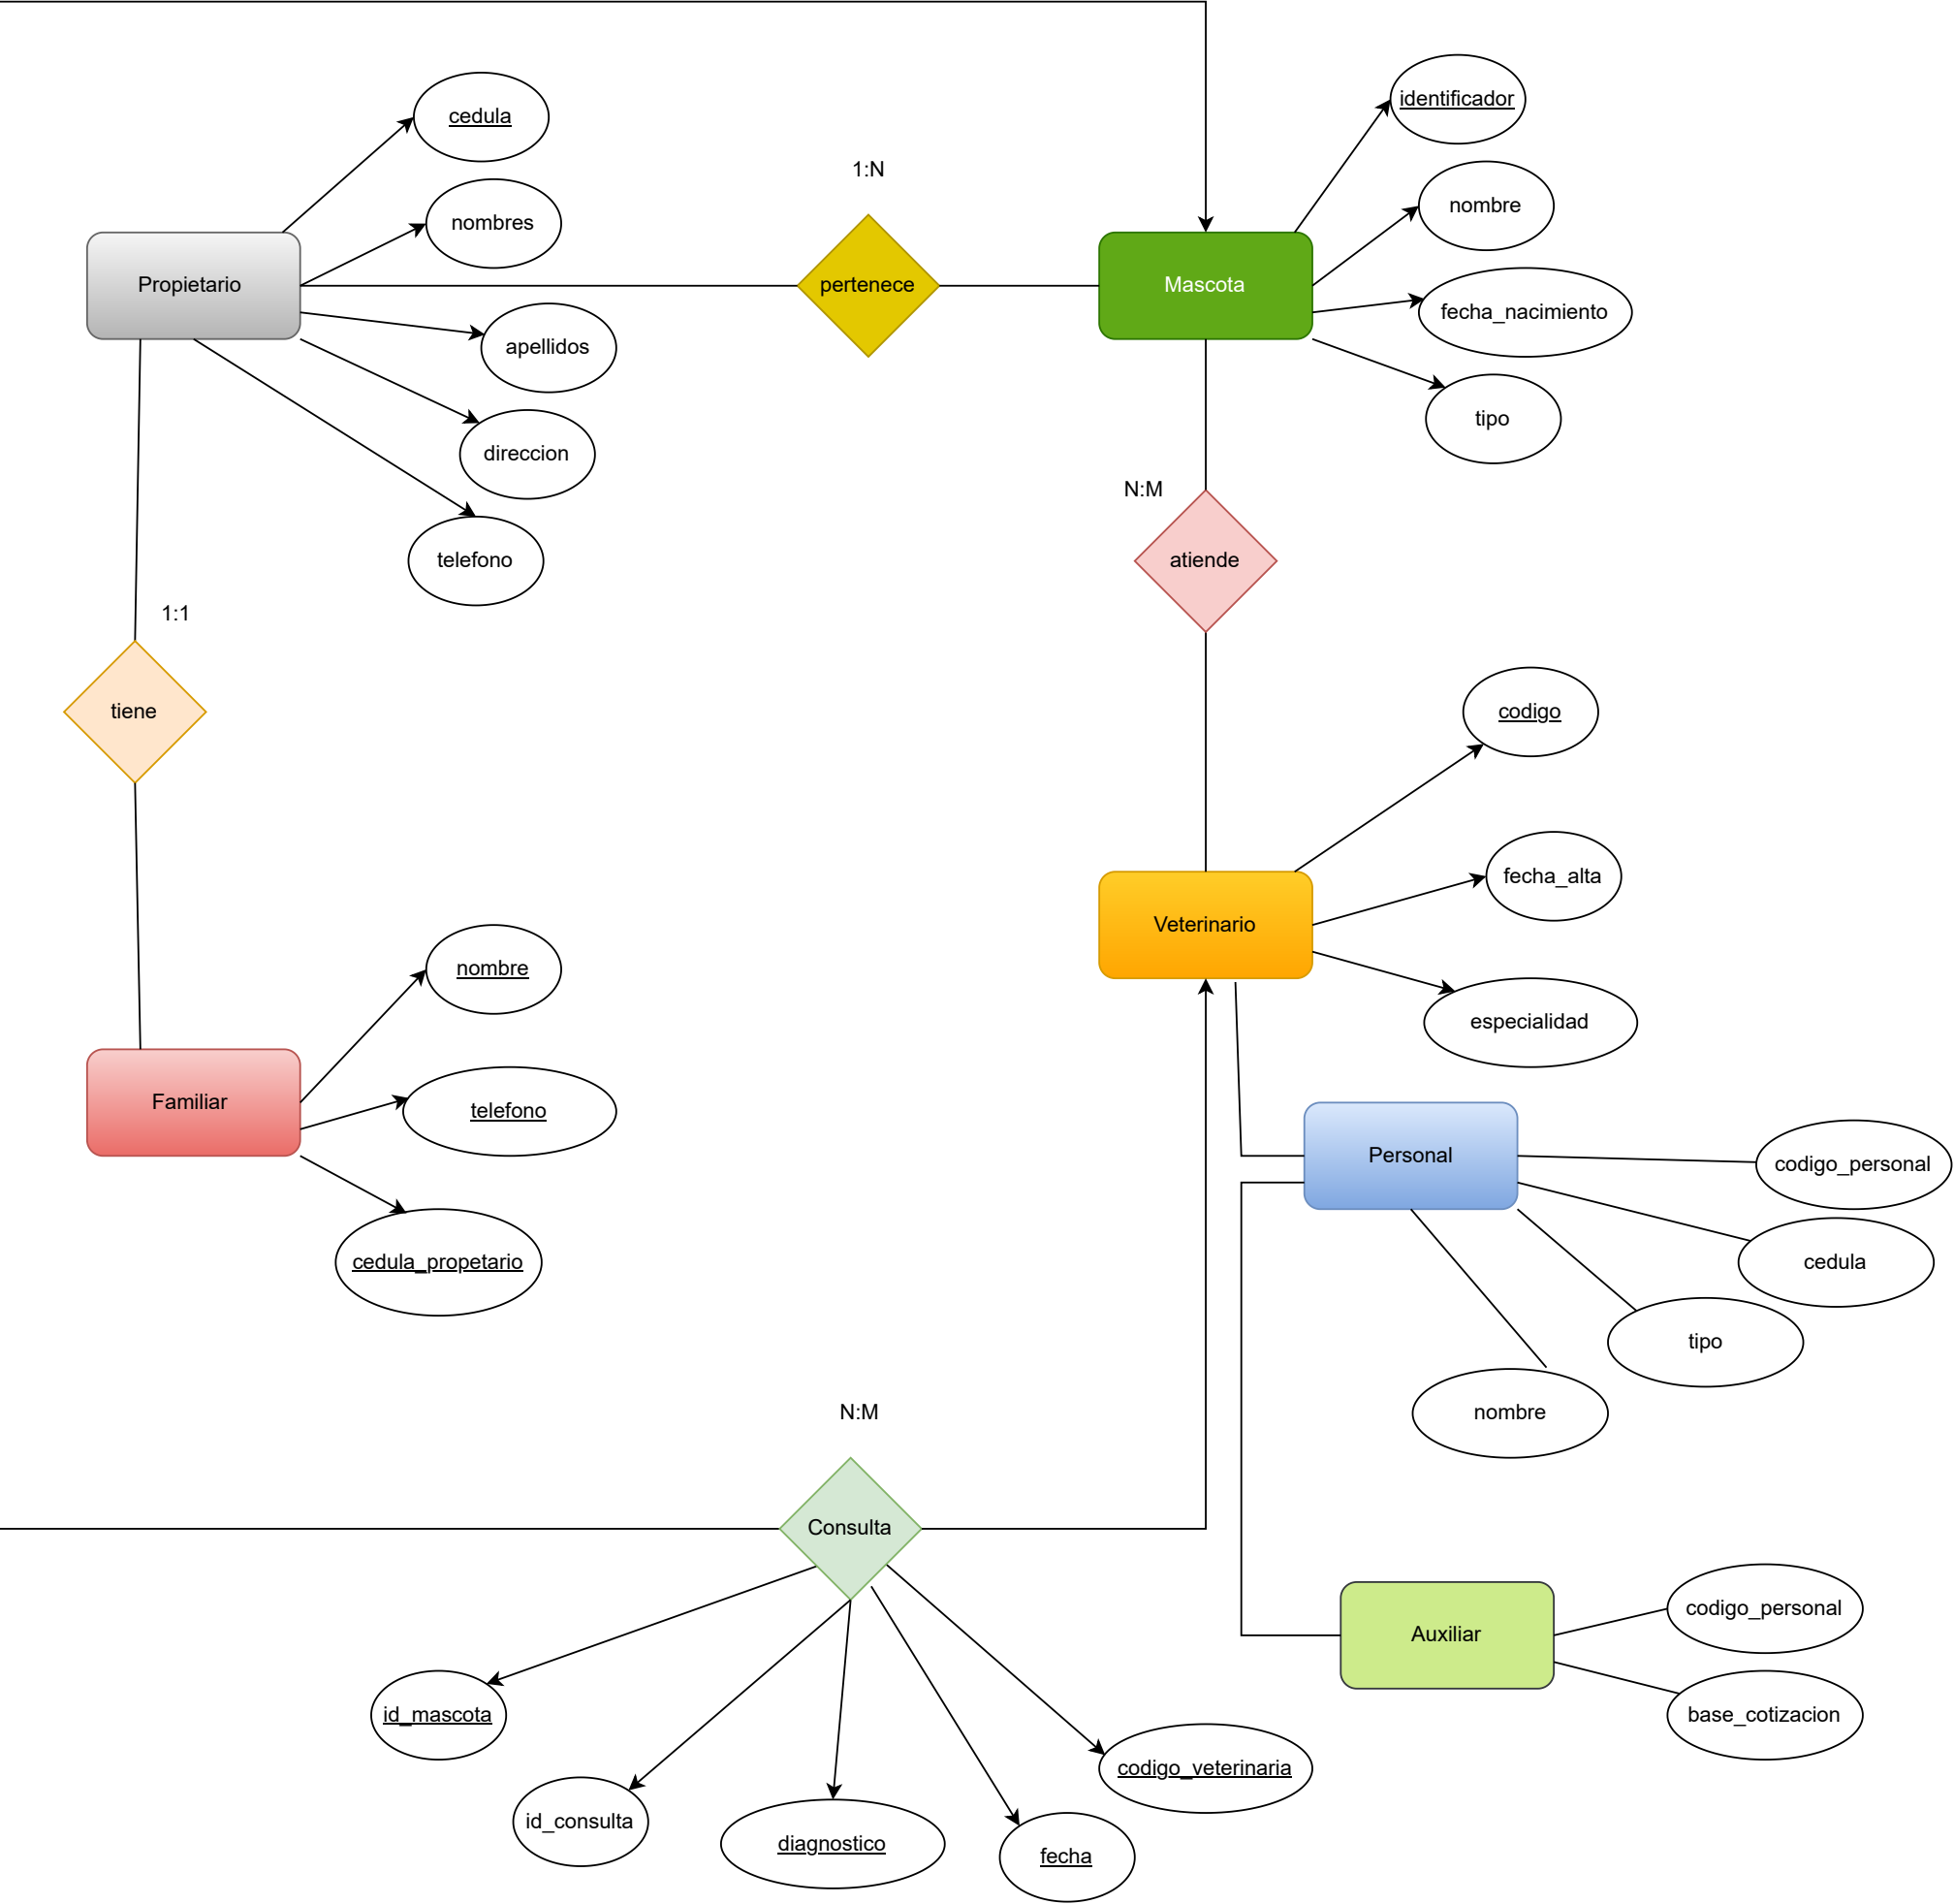 cedula
identificador
1:N
nombre
nombres
Propietario
pertenece
Mascota
fecha_nacimiento
apellidos
tipo
direccion
N:M
telefono
atiende
1:1
tiene
codigo
fecha_alta
Veterinario
nombre
especialidad
Familiar
telefono
Personal
codigo_personal
cedula_propetario
cedula
tipo
N:M
nombre
Consulta
codigo_personal
Auxiliar
id_mascota
base_cotizacion
codigo_veterinaria
id_consulta
diagnostico
fecha